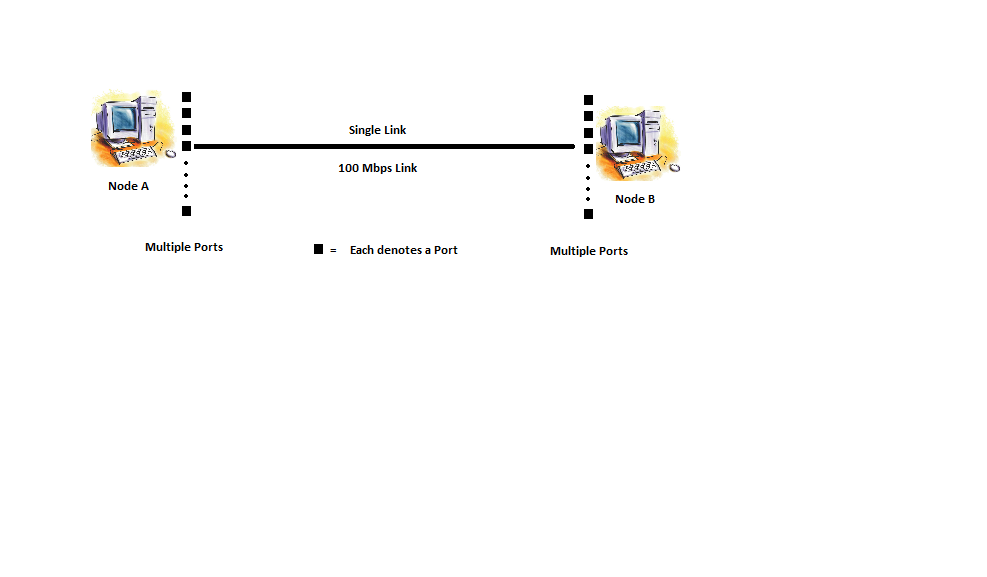 Single Link
100 Mbps Link
Node A
Node B
Multiple Ports
= Each denotes a Port
Multiple Ports